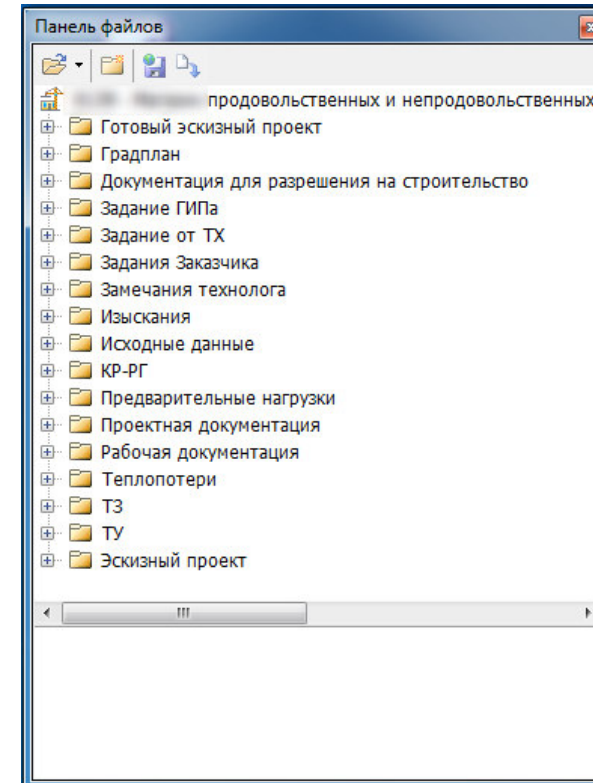 Панель файлов
продовольственных и непродовольственных
Готовый эскизный проект
Градплан
Документация для разрешения на строительство
Задание ГИПа
Задание от ТХ
Задания Заказчика
Замечания технолога
Изыскания
Исходные данные
КР-РГ
Предварительные нагрузки
Проектная документация
Рабочая документация
Теплопотери
ТЗ
ТУ
Эскизный проект